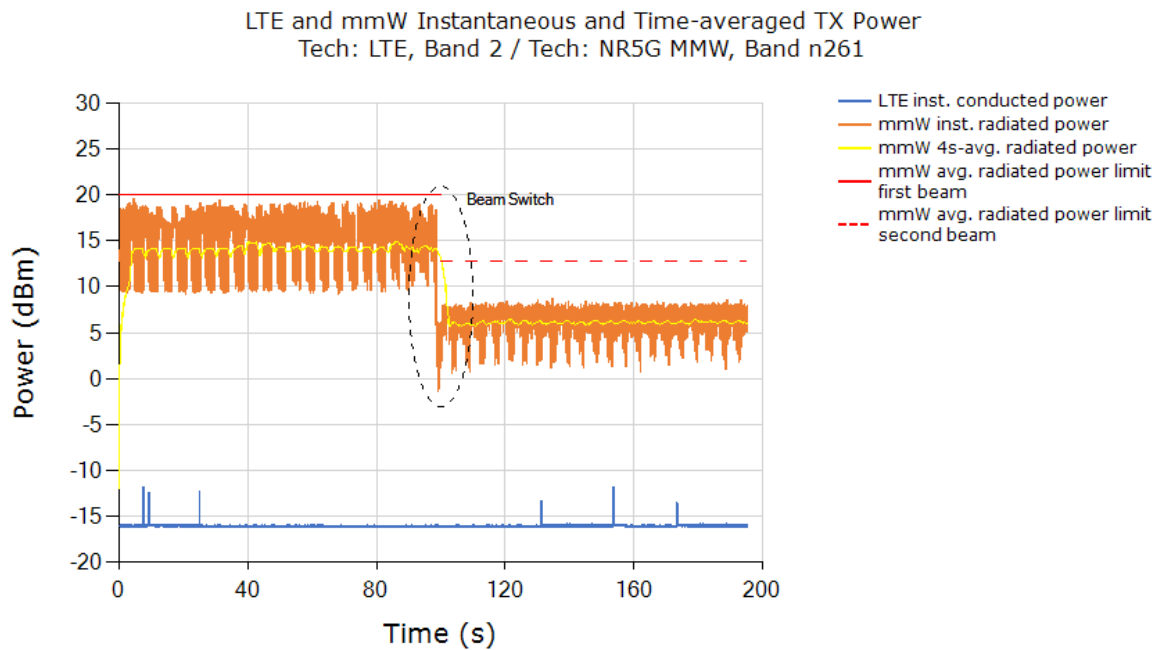 LTE and mmW Instantaneous and Time-averaged TX Power
Tech: LTE, Band 2 / Tech: NR5G MMW, Band n261
Power (dBm)
30
25
20
15
10
5
0
-5
-10
-15
-20
Beam Switch
0
40
80
120
160
200
Time (s)
LTE inst. conducted power
mmW inst. radiated power
mmW 4s-avg. radiated power
mmW avg. radiated power limit
first beam
mmW avg. radiated power limit
second beam